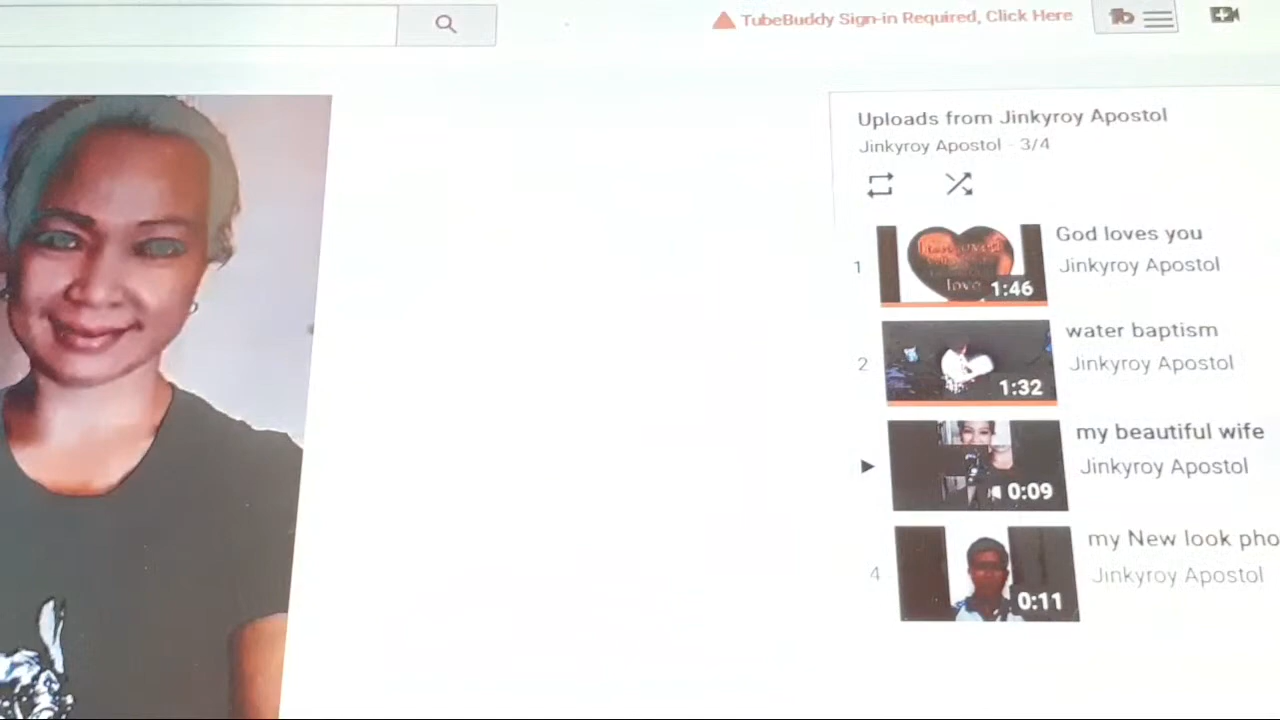 TubeBuddy Sign-in Required, Click Here
tb
Uploads from Jinkyroy Apostol
Jinkyroy Apostol - 3/4
1
love
1:46
God loves you
Jinkyroy Apostol
2
1:32
water baptism
Jinkyroy Apostol
0:09
my beautiful wife
Jinkyroy Apostol
4
0:11
my New look pho
Jinkyroy Apostol